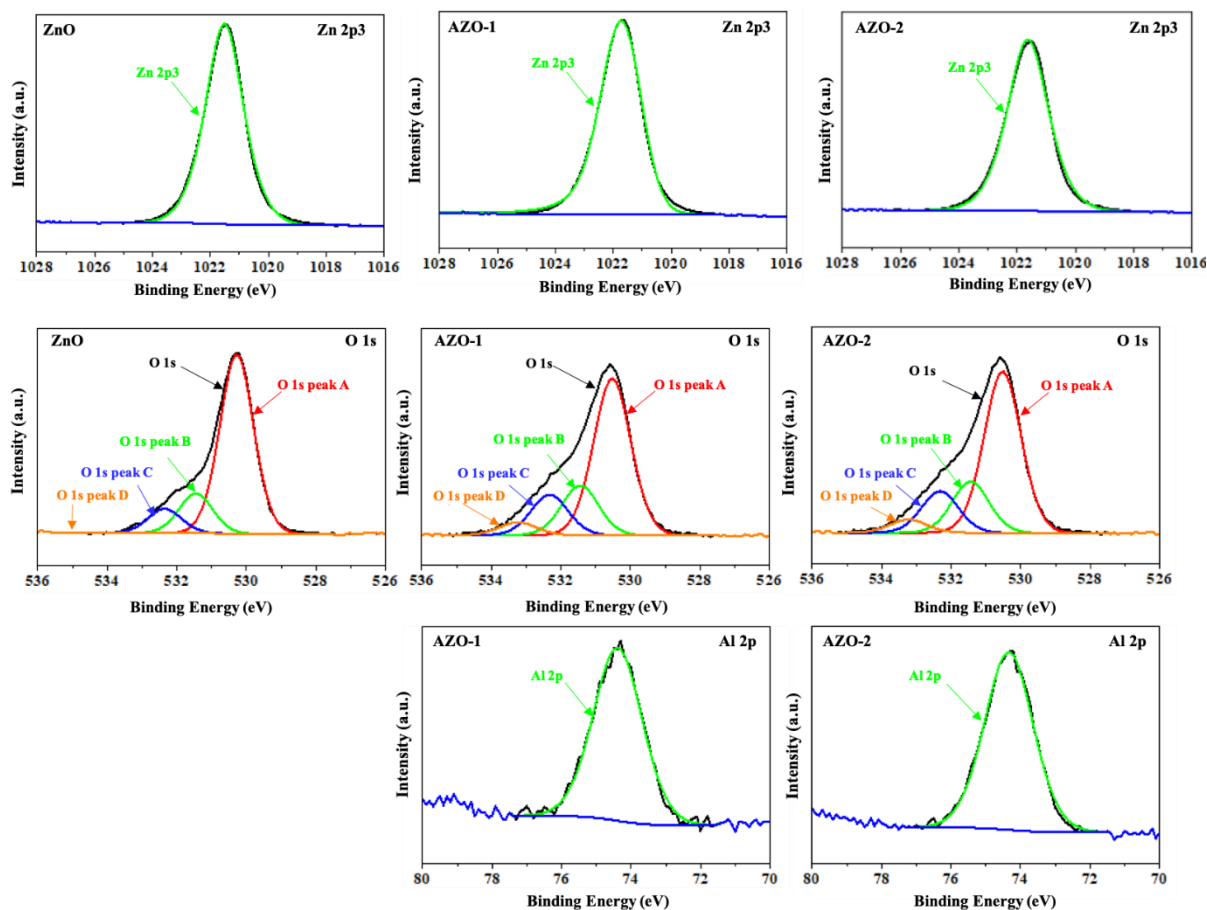 ZnO
Zn 2p3
Zn 2p3
Intensity (a.u.)
1028 1026 1024 1022 1020 1018 1016
Binding Energy (eV)
AZO-1
Zn 2p3
Zn 2p3
Intensity (a.u.)
1028 1026 1024 1022 1020 1018 1016
Binding Energy (eV)
AZO-2
Zn 2p3
Zn 2p3
Intensity (a.u.)
1028 1026 1024 1022 1020 1018 1016
Binding Energy (eV)
ZnO
O 1s
O 1s
O 1s peak A
O 1s peak B
O 1s peak C
O 1s peak D
Intensity (a.u.)
536 534 532 530 528 526
Binding Energy (eV)
AZO-1
O 1s
O 1s
O 1s peak A
O 1s peak B
O 1s peak C
O 1s peak D
Intensity (a.u.)
536 534 532 530 528 526
Binding Energy (eV)
AZO-2
O 1s
O 1s
O 1s peak A
O 1s peak B
O 1s peak C
O 1s peak D
Intensity (a.u.)
536 534 532 530 528 526
Binding Energy (eV)
AZO-1
Al 2p
Al 2p
Intensity (a.u.)
80 78 76 74 72 70
Binding Energy (eV)
AZO-2
Al 2p
Al 2p
Intensity (a.u.)
80 78 76 74 72 70
Binding Energy (eV)